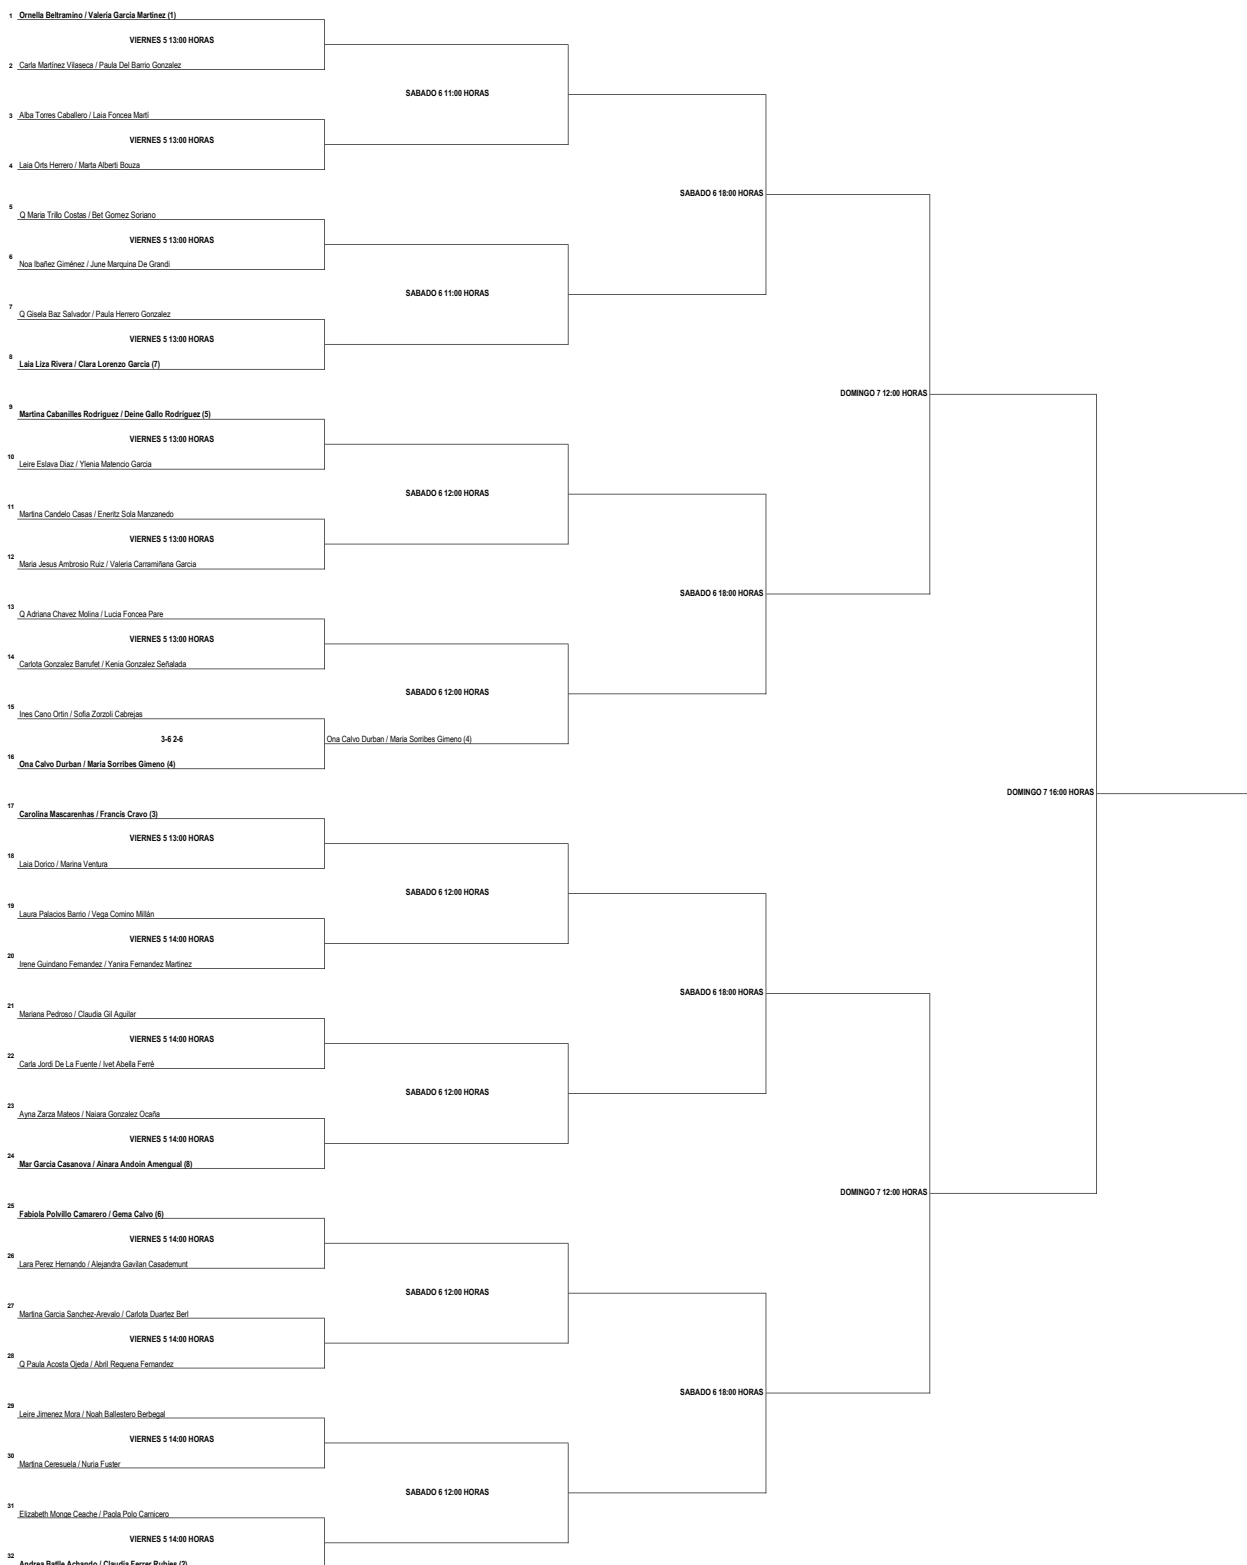 1 Ornella Beltramino / Valeria Garcia Martinez (1)
VIERNES 5 13:00 HORAS
2 Carla Martínez Vilaseca / Paula Del Barrio Gonzalez
SABADO 6 11:00 HORAS
3 Alba Torres Caballero / Laia Foncea Martí
VIERNES 5 13:00 HORAS
4 Laia Orts Herrero / Marta Alberti Bouza
SABADO 6 18:00 HORAS
5 Q Maria Trillo Costas / Bet Gomez Soriano
VIERNES 5 13:00 HORAS
6 Noa Ibañez Giménez / June Marquina De Grandi
SABADO 6 11:00 HORAS
7 Q Gisela Baz Salvador / Paula Herrero Gonzalez
VIERNES 5 13:00 HORAS
8 Laia Liza Rivera / Clara Lorenzo Garcia (7)
DOMINGO 7 12:00 HORAS
9 Martina Cabanilles Rodriguez / Deine Gallo Rodríguez (5)
VIERNES 5 13:00 HORAS
10 Leire Eslava Diaz / Ylenia Matencio Garcia
SABADO 6 12:00 HORAS
11 Martina Candelo Casas / Eneritz Sola Manzanedo
VIERNES 5 13:00 HORAS
12 Maria Jesus Ambrosio Ruiz / Valeria Carramiñana Garcia
SABADO 6 18:00 HORAS
13 Q Adriana Chavez Molina / Lucia Foncea Pare
VIERNES 5 13:00 HORAS
14 Carlota Gonzalez Barrufet / Kenia Gonzalez Señalada
SABADO 6 12:00 HORAS
15 Ines Cano Ortin / Sofia Zorzoli Cabrejas
3-6 2-6
Ona Calvo Durban / Maria Sorribes Gimeno (4)
16 Ona Calvo Durban / Maria Sorribes Gimeno (4)
DOMINGO 7 16:00 HORAS
17 Carolina Mascarenhas / Francis Cravo (3)
VIERNES 5 13:00 HORAS
18 Laia Dorico / Marina Ventura
SABADO 6 12:00 HORAS
19 Laura Palacios Barrio / Vega Comino Millán
VIERNES 5 14:00 HORAS
20 Irene Guindano Fernandez / Yanira Fernandez Martinez
SABADO 6 18:00 HORAS
21 Mariana Pedroso / Claudia Gil Aguilar
VIERNES 5 14:00 HORAS
22 Carla Jordi De La Fuente / Ivet Abella Ferré
SABADO 6 12:00 HORAS
23 Ayna Zarza Mateos / Naiara Gonzalez Ocaña
VIERNES 5 14:00 HORAS
24 Mar Garcia Casanova / Ainara Andoin Amengual (8)
DOMINGO 7 12:00 HORAS
25 Fabiola Polvillo Camarero / Gema Calvo (6)
VIERNES 5 14:00 HORAS
26 Lara Perez Hernando / Alejandra Gavilan Casademunt
SABADO 6 12:00 HORAS
27 Martina Garcia Sanchez-Arevalo / Carlota Duartez Berl
VIERNES 5 14:00 HORAS
28 Q Paula Acosta Ojeda / Abril Requena Fernandez
SABADO 6 18:00 HORAS
29 Leire Jimenez Mora / Noah Ballestero Berbegal
VIERNES 5 14:00 HORAS
30 Martina Ceresuela / Nuria Fuster
SABADO 6 12:00 HORAS
31 Elizabeth Monge Ceache / Paola Polo Carnicero
VIERNES 5 14:00 HORAS
32 Andrea Batlle Achando / Claudia Ferrer Rubies (2)